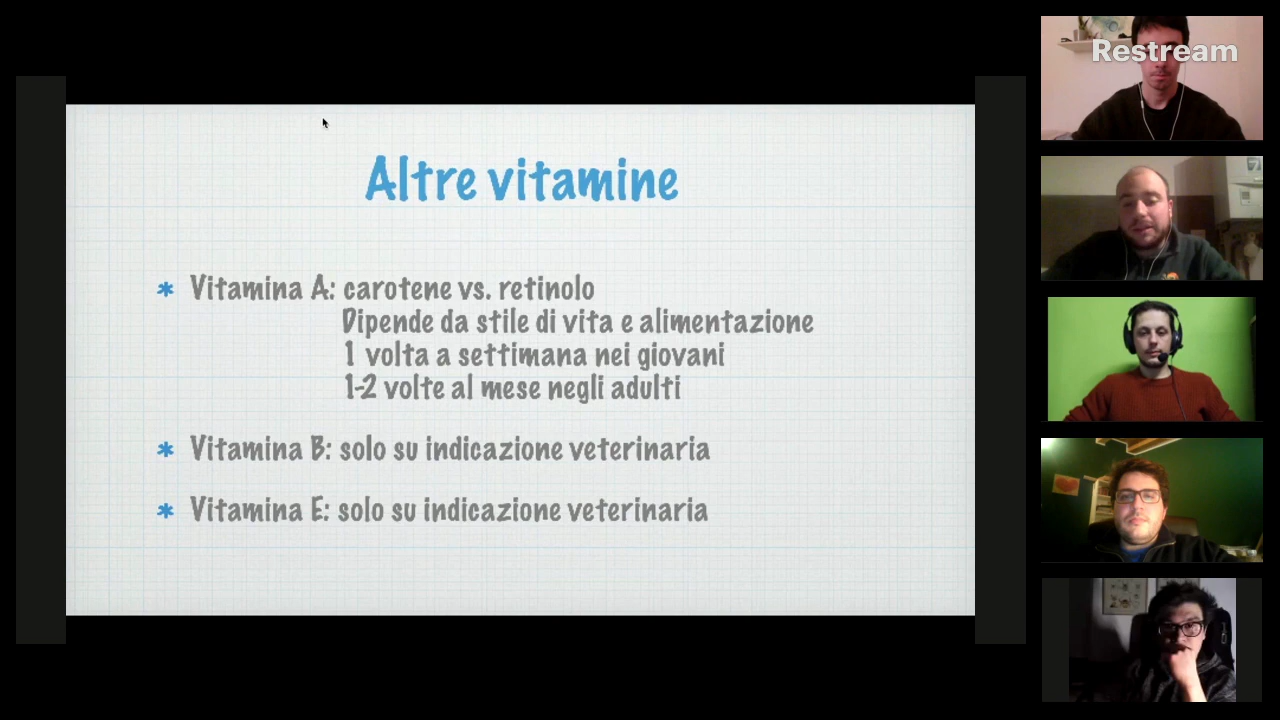 Restream
Altre vitamine
* Vitamina A: carotene vs. retinolo
Dipende da stile di vita e alimentazione
1 volta a settimana nei giovani
1-2 volte al mese negli adulti
* Vitamina B: solo su indicazione veterinaria
* Vitamina E: solo su indicazione veterinaria